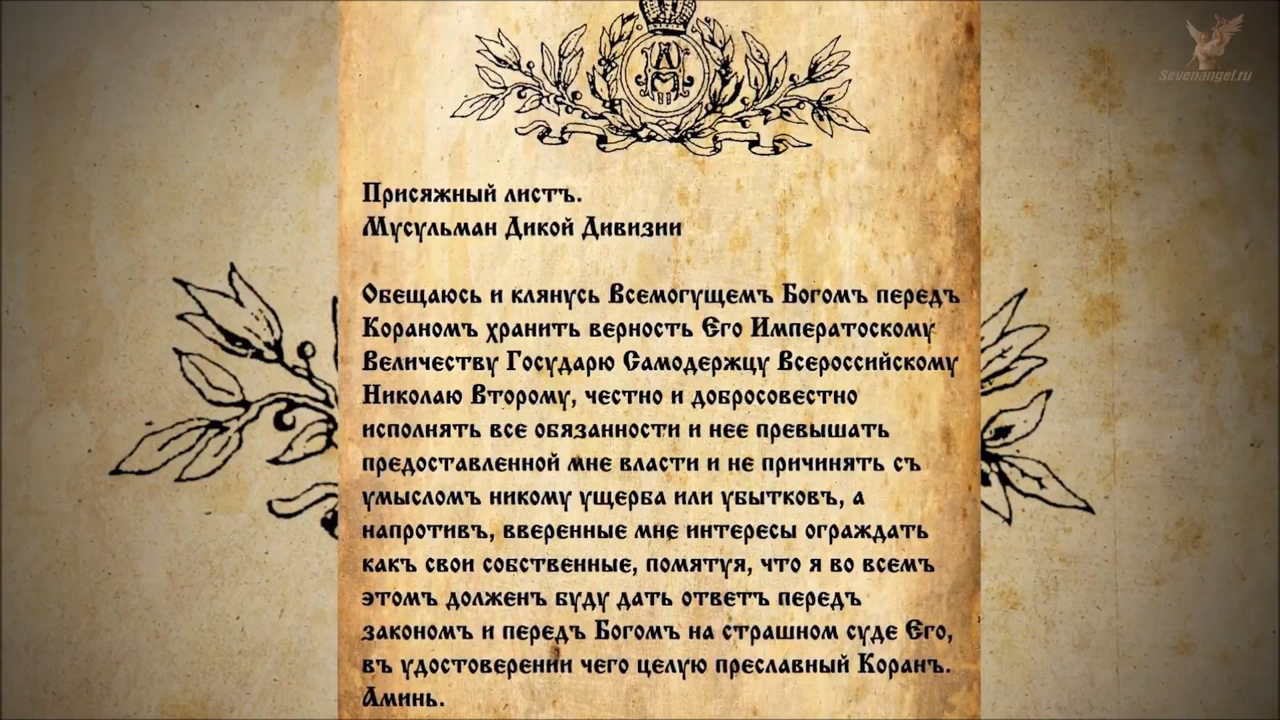 Sevenangel.ru
Присяжный листъ.
Мусульман Дикой Дивизии
Обещаюсь и клянусь Всемогущемъ Богомъ передъ
Кораномъ хранить верность Его Императоскому
Величеству Государю Самодержцу Всероссийскому
Николаю Второму, честно и добросовестно
исполнять все обязанности и нее превышать
предоставленной мне власти и не причинять съ
умысломъ никому ущерба или убытковъ, а
напротивъ, вверенные мне интересы ограждать
какъ свои собственные, помятуя, что я во всемъ
этомъ долженъ буду дать ответъ передъ
закономъ и передъ Богомъ на страшном суде Его,
въ удостоверении чего целую преславный Коранъ.
Аминь.